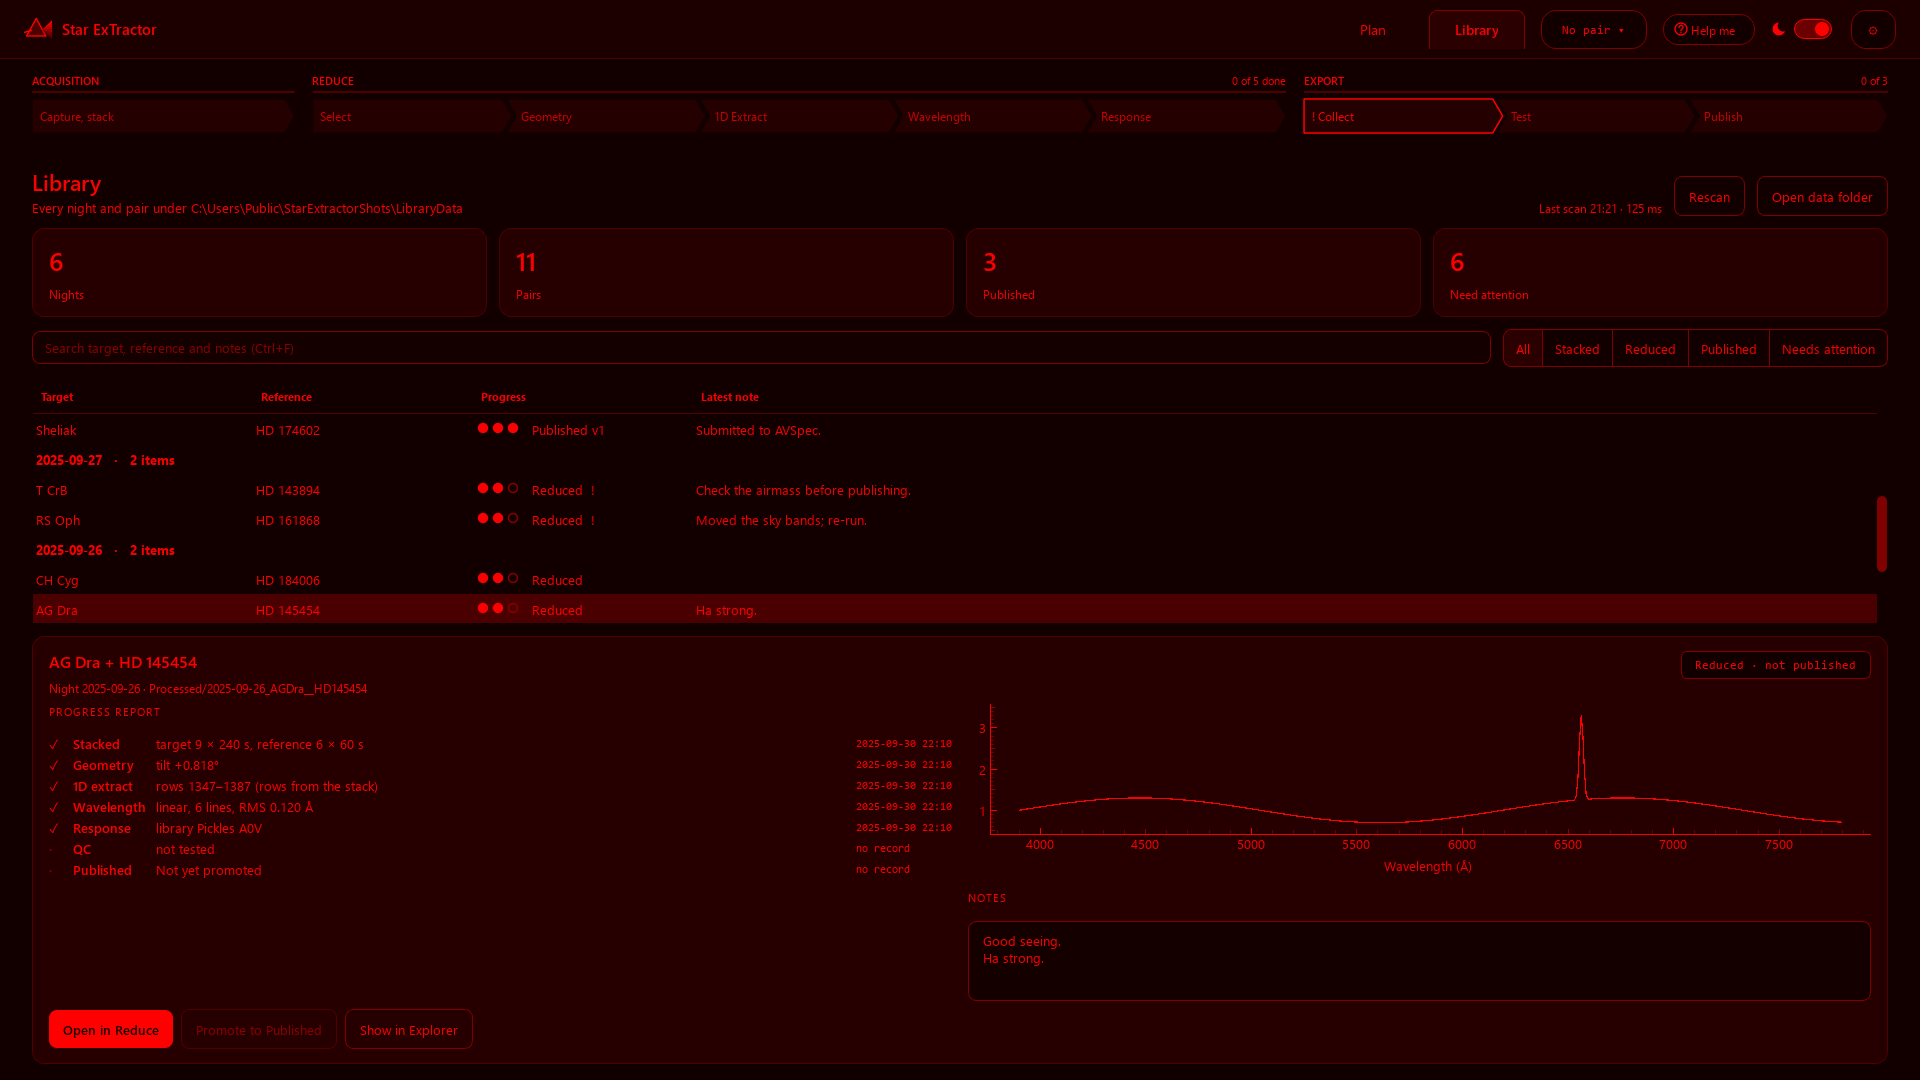 Star ExTractor
Plan
Library
No pair ▾
Help me
ACQUISITION
REDUCE
0 of 5 done
EXPORT
0 of 3
Capture, stack
Select
Geometry
1D Extract
Wavelength
Response
! Collect
Test
Publish
Library
Every night and pair under C:\Users\Public\StarExtractorShots\LibraryData
Last scan 21:21 · 125 ms
Rescan
Open data folder
6
Nights
11
Pairs
3
Published
6
Need attention
Search target, reference and notes (Ctrl+F)
All
Stacked
Reduced
Published
Needs attention
Target Reference Progress Latest note
Sheliak HD 174602 Published v1 Submitted to AVSpec.
2025-09-27 · 2 items
T CrB HD 143894 Reduced ! Check the airmass before publishing.
RS Oph HD 161868 Reduced ! Moved the sky bands; re-run.
2025-09-26 · 2 items
CH Cyg HD 184006 Reduced
AG Dra HD 145454 Reduced Ha strong.
AG Dra + HD 145454
Reduced · not published
Night 2025-09-26 · Processed/2025-09-26_AGDra__HD145454
PROGRESS REPORT
✓ Stacked target 9 × 240 s, reference 6 × 60 s 2025-09-30 22:10
✓ Geometry tilt +0.818° 2025-09-30 22:10
✓ 1D extract rows 1347–1387 (rows from the stack) 2025-09-30 22:10
✓ Wavelength linear, 6 lines, RMS 0.120 Å 2025-09-30 22:10
✓ Response library Pickles A0V 2025-09-30 22:10
· QC not tested no record
· Published Not yet promoted no record
3
2
1
4000 4500 5000 5500 6000 6500 7000 7500
Wavelength (Å)
NOTES
Good seeing.
Ha strong.
Open in Reduce
Promote to Published
Show in Explorer